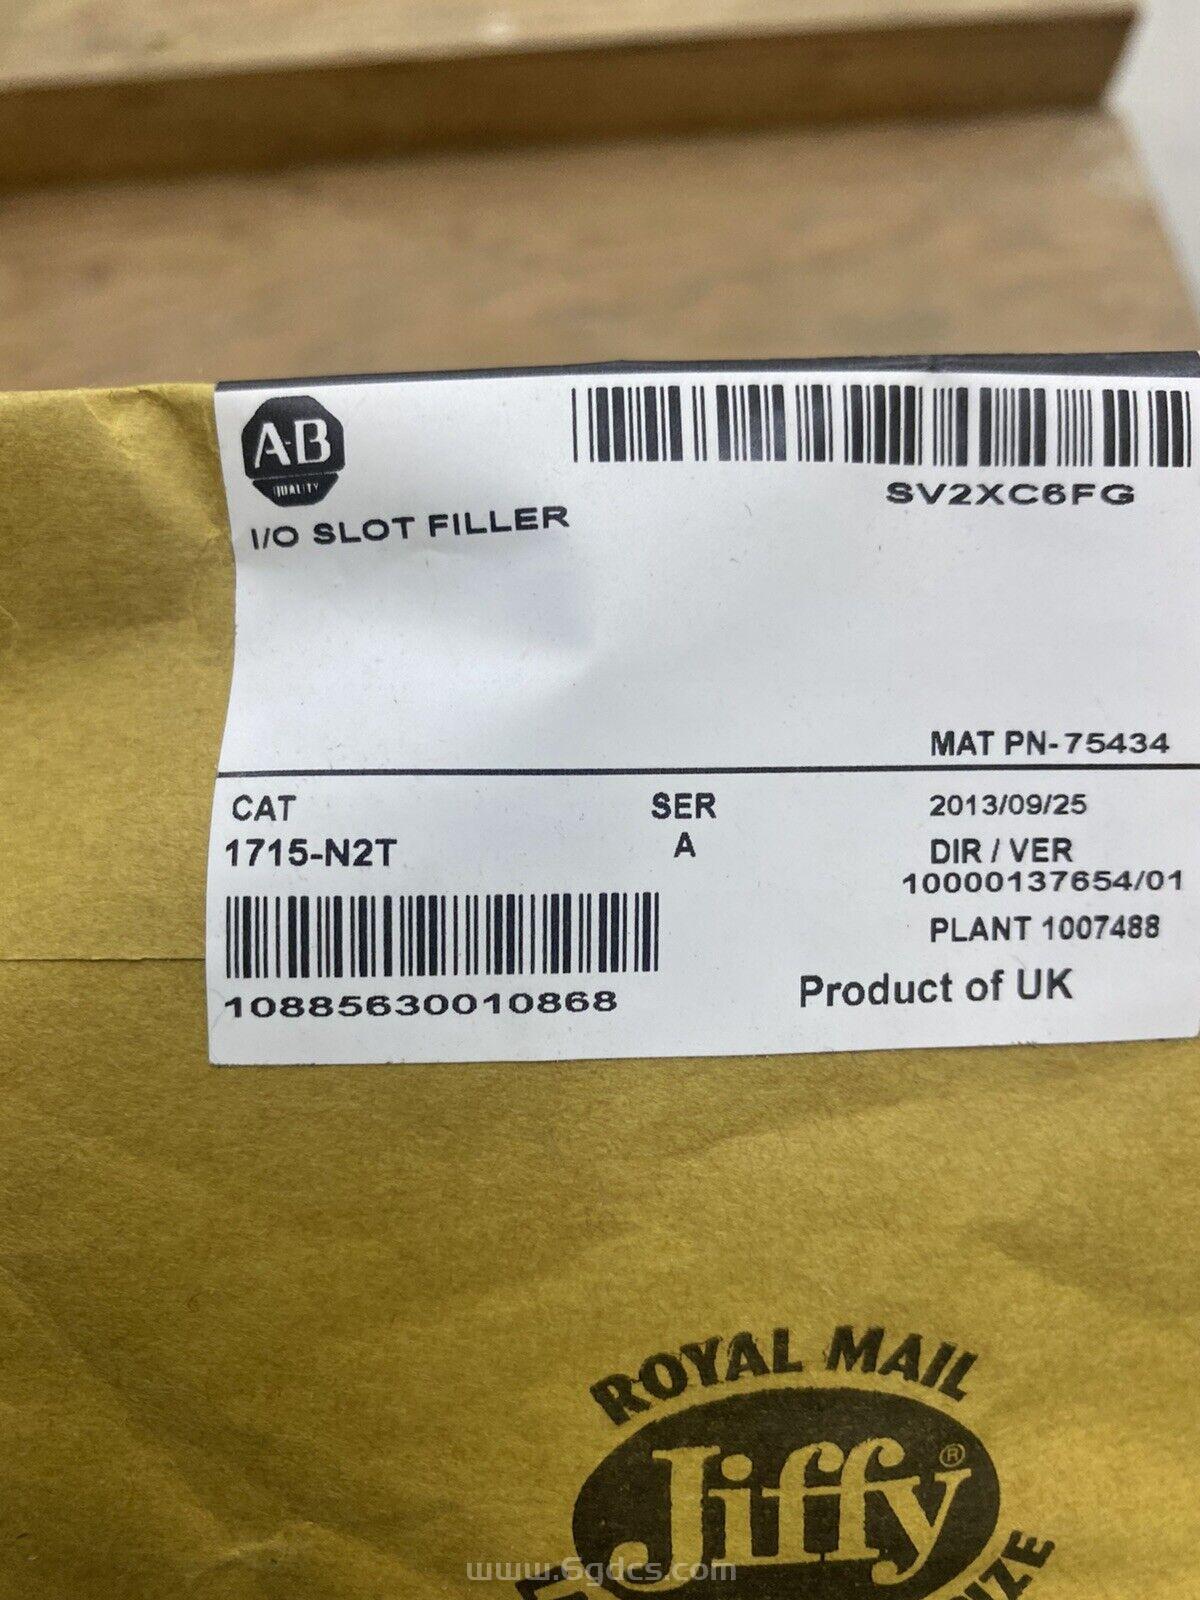 A-B
QUALITY
I/O SLOT FILLER
SV2XC6FG
MAT PN-75434
CAT
1715-N2T
SER
A
2013/09/25
DIR / VER
10000137654/01
PLANT 1007488
10885630010868
Product of UK
ROYAL MAIL
Jiffy®
www.6gdcs.com